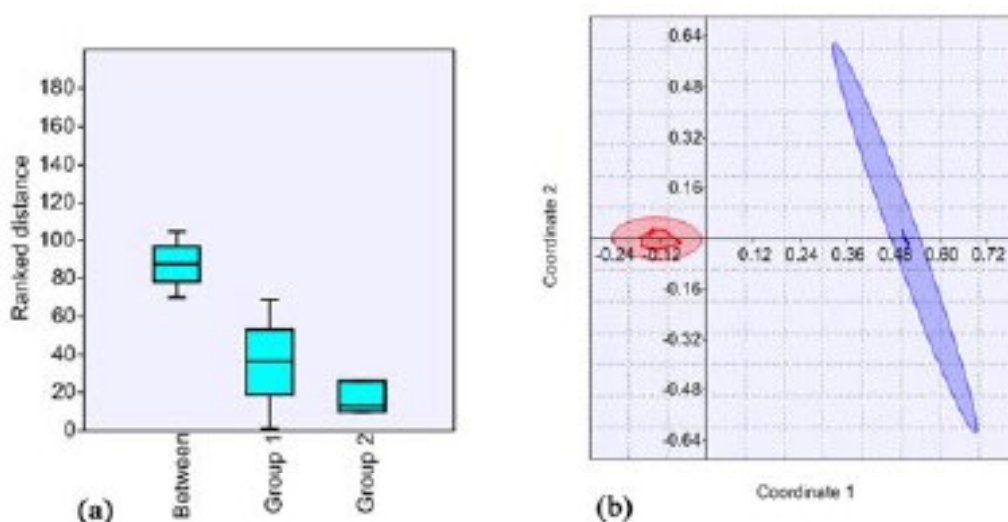 Ranked distance
180
160
140
120
100
80
60
40
20
0
Between
Group 1
Group 2
(a)
Coordinate 2
0.64
0.48
0.32
0.16
-0.24 -0.12 0.12 0.24 0.36 0.48 0.72
-0.16
-0.32
-0.48
-0.64
Coordinate 1
(b)